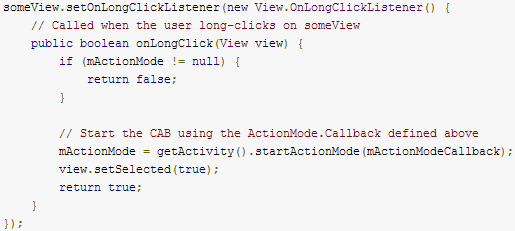 someView.setOnLongClickListener(new View.OnLongClickListener() {
    // Called when the user long-clicks on someView
    public boolean onLongClick(View view) {
        if (mActionMode != null) {
            return false;
        }

        // Start the CAB using the ActionMode.Callback defined above
        mActionMode = getActivity().startActionMode(mActionModeCallback);
        view.setSelected(true);
        return true;
    }
});